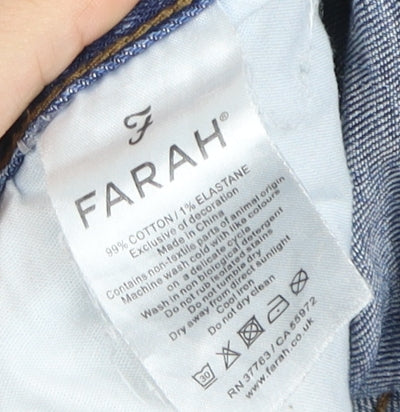 F
FARAH®
99% COTTON / 1% ELASTANE
Exclusive of decoration
Made in China
Contains non-textile parts of animal origin
Machine wash cold with like colours
on a delicate cycle
Wash in non biological detergent
Do not rub isolated stains
Do not tumble dry
Dry away from direct sunlight
Cool iron
Do not dry clean
30
RN 37763 / CA 55972
www.farah.co.uk